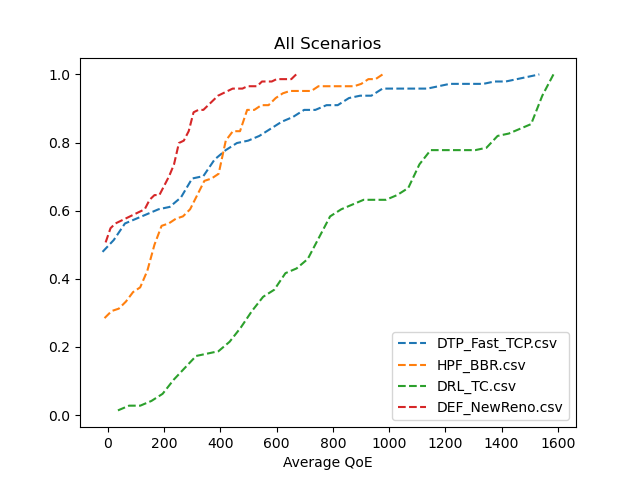 All Scenarios
1.0
0.8
0.6
0.4
0.2
0.0
DTP_Fast_TCP.csv
HPF_BBR.csv
DRL_TC.csv
DEF_NewReno.csv
0 200 400 600 800 1000 1200 1400 1600
Average QoE